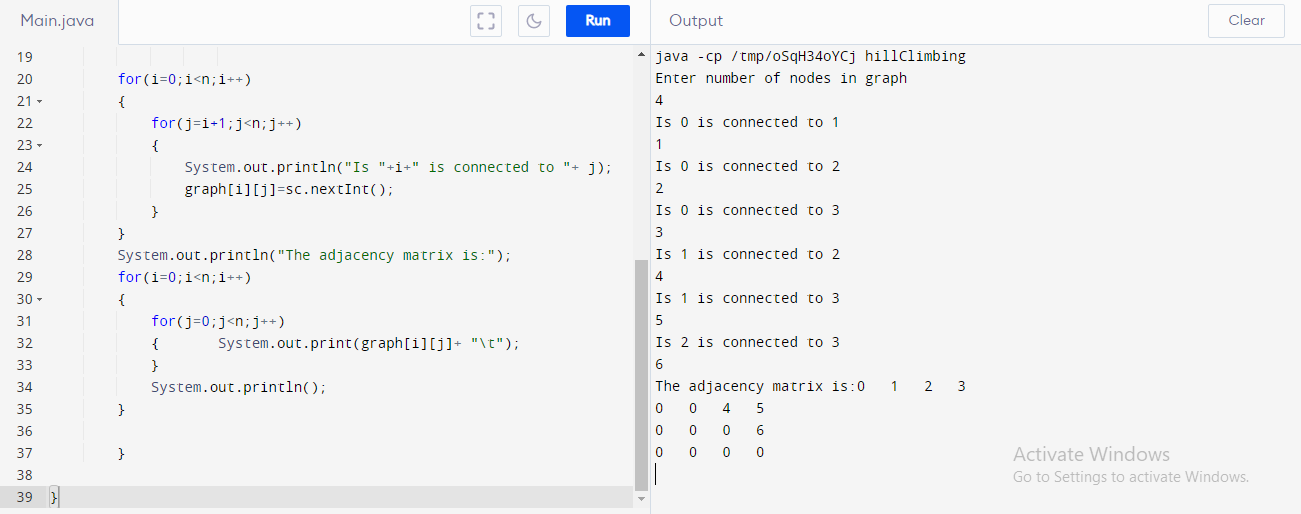 Main.java
Run
Output
Clear
19
20 for(i=0;i<n;i++)
21 {
22 for(j=i+1;j<n;j++)
23 {
24 System.out.println("Is "+i+" is connected to "+ j);
25 graph[i][j]=sc.nextInt();
26 }
27 }
28 System.out.println("The adjacency matrix is:");
29 for(i=0;i<n;i++)
30 {
31 for(j=0;j<n;j++)
32 { System.out.print(graph[i][j]+ "\t");
33 }
34 System.out.println();
35 }
36
37 }
38
39 }
java -cp /tmp/oSqH34oYCj hillClimbing
Enter number of nodes in graph
4
Is 0 is connected to 1
1
Is 0 is connected to 2
2
Is 0 is connected to 3
3
Is 1 is connected to 2
4
Is 1 is connected to 3
5
Is 2 is connected to 3
6
The adjacency matrix is:0 1 2 3
0 0 4 5
0 0 0 6
0 0 0 0
Activate Windows
Go to Settings to activate Windows.